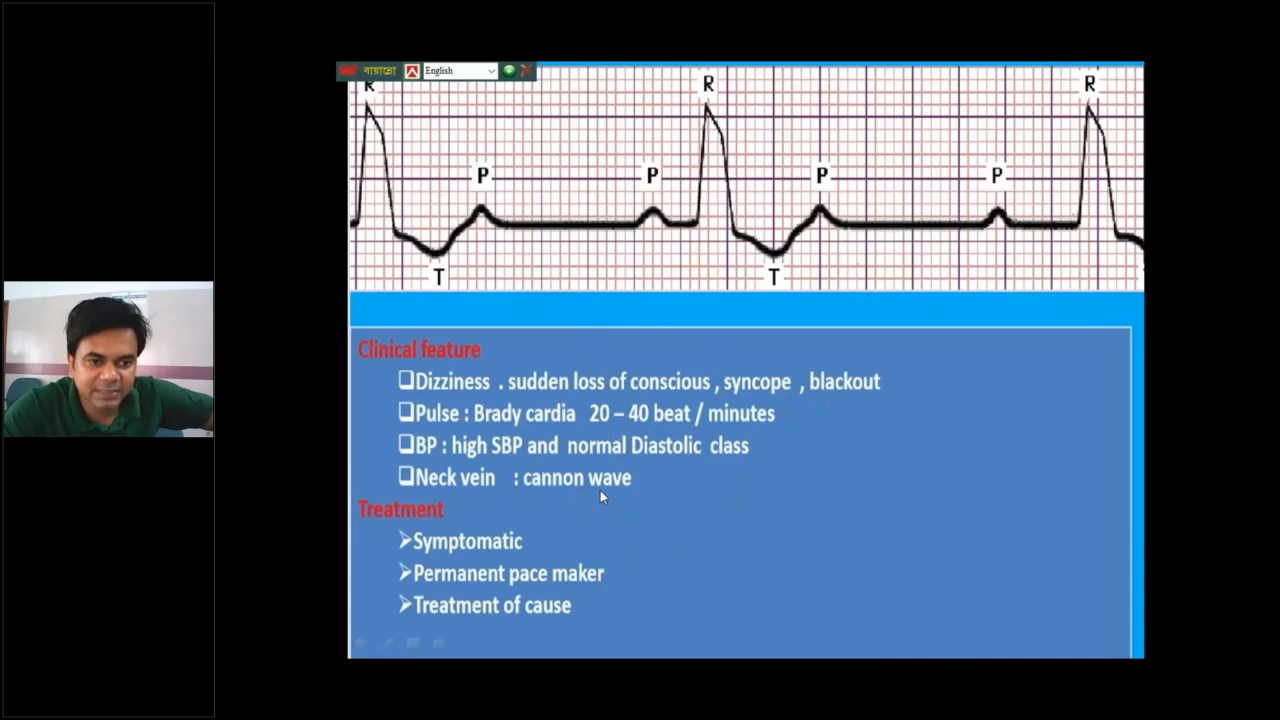 বায়ান্নো English
R R R
P P P P
T T
Clinical feature
Dizziness . sudden loss of conscious , syncope , blackout
Pulse : Brady cardia 20 – 40 beat / minutes
BP : high SBP and normal Diastolic class
Neck vein : cannon wave
Treatment
Symptomatic
Permanent pace maker
Treatment of cause